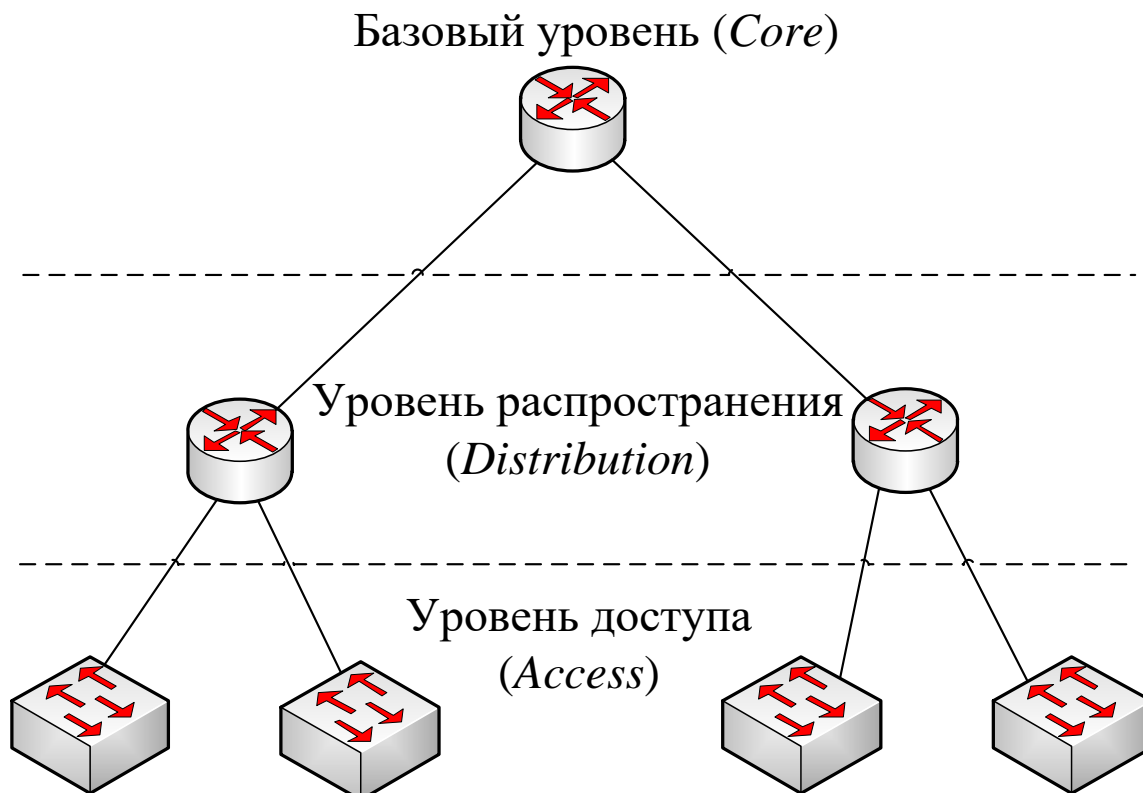 Базовый уровень (Core)
Уровень распространения
(Distribution)
Уровень доступа
(Access)